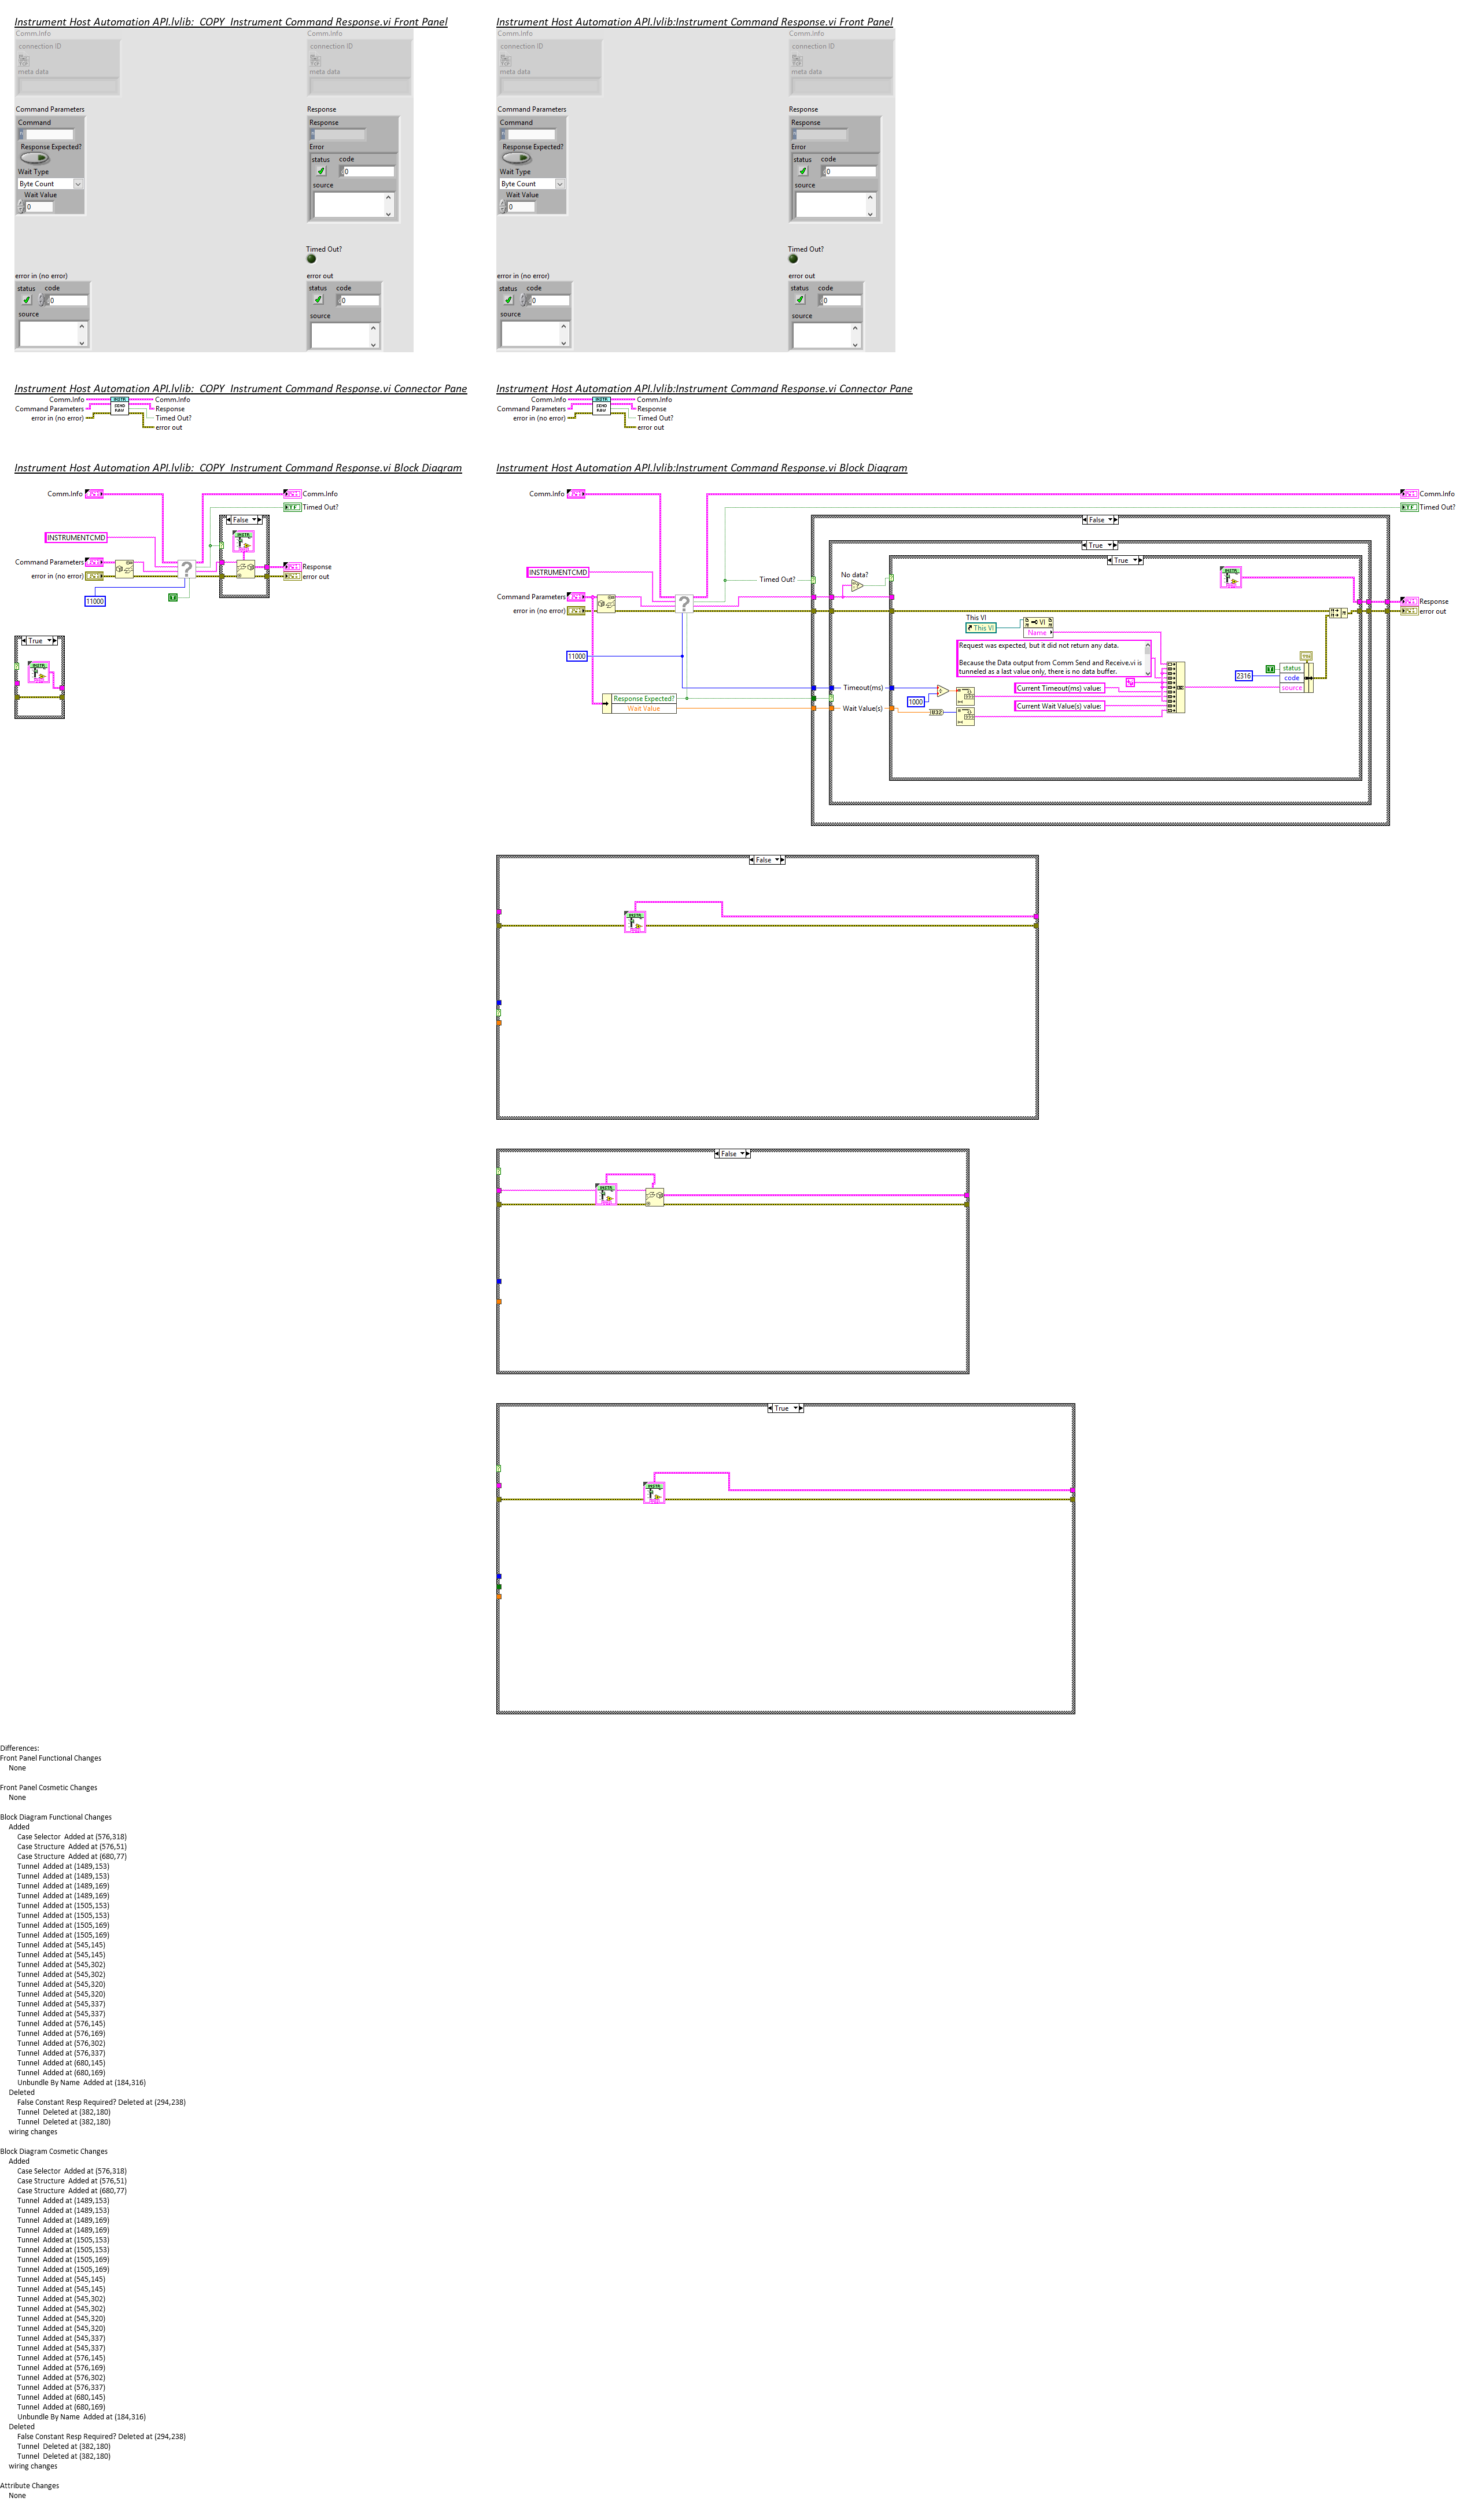 Instrument Host Automation API.lvlib:_COPY_Instrument Command Response.vi Front Panel
Comm.Info
connection ID
meta data
Command Parameters
Command
Response Expected?
Wait Type
Byte Count
Wait Value
0
error in (no error)
status code
0
source
Comm.Info
connection ID
meta data
Response
Response
Error
status code
0
source
Timed Out?
error out
status code
0
source
Instrument Host Automation API.lvlib:Instrument Command Response.vi Front Panel
Comm.Info
connection ID
meta data
Command Parameters
Command
Response Expected?
Wait Type
Byte Count
Wait Value
0
error in (no error)
status code
0
source
Comm.Info
connection ID
meta data
Response
Response
Error
status code
0
source
Timed Out?
error out
status code
0
source
Instrument Host Automation API.lvlib:_COPY_Instrument Command Response.vi Connector Pane
Comm.Info
Command Parameters
error in (no error)
INSTR
SEND
RAW
Comm.Info
Response
Timed Out?
error out
Instrument Host Automation API.lvlib:Instrument Command Response.vi Connector Pane
Comm.Info
Command Parameters
error in (no error)
INSTR
SEND
RAW
Comm.Info
Response
Timed Out?
error out
Instrument Host Automation API.lvlib:_COPY_Instrument Command Response.vi Block Diagram
Comm.Info
INSTRUMENTCMD
Command Parameters
error in (no error)
11000
False
Comm.Info
Timed Out?
Response
error out
True
Instrument Host Automation API.lvlib:Instrument Command Response.vi Block Diagram
Comm.Info
INSTRUMENTCMD
Command Parameters
error in (no error)
11000
Response Expected?
Wait Value
Timed Out?
False
True
True
No data?
This VI
This VI
VI
Name
Request was expected, but it did not return any data.
Because the Data output from Comm Send and Receive.vi is
tunneled as a last value only, there is no data buffer.
Timeout(ms)
1000
Current Timeout(ms) value:
Current Wait Value(s) value:
Wait Value(s)
U32
2316
status
code
source
Comm.Info
Timed Out?
Response
error out
False
False
True
Differences:
Front Panel Functional Changes
None
Front Panel Cosmetic Changes
None
Block Diagram Functional Changes
Added
Case Selector Added at (576,318)
Case Structure Added at (576,51)
Case Structure Added at (680,77)
Tunnel Added at (1489,153)
Tunnel Added at (1489,153)
Tunnel Added at (1489,169)
Tunnel Added at (1489,169)
Tunnel Added at (1505,153)
Tunnel Added at (1505,153)
Tunnel Added at (1505,169)
Tunnel Added at (1505,169)
Tunnel Added at (545,145)
Tunnel Added at (545,145)
Tunnel Added at (545,302)
Tunnel Added at (545,302)
Tunnel Added at (545,320)
Tunnel Added at (545,320)
Tunnel Added at (545,337)
Tunnel Added at (545,337)
Tunnel Added at (576,145)
Tunnel Added at (576,169)
Tunnel Added at (576,302)
Tunnel Added at (576,337)
Tunnel Added at (680,145)
Tunnel Added at (680,169)
Unbundle By Name Added at (184,316)
Deleted
False Constant Resp Required? Deleted at (294,238)
Tunnel Deleted at (382,180)
Tunnel Deleted at (382,180)
wiring changes
Block Diagram Cosmetic Changes
Added
Case Selector Added at (576,318)
Case Structure Added at (576,51)
Case Structure Added at (680,77)
Tunnel Added at (1489,153)
Tunnel Added at (1489,153)
Tunnel Added at (1489,169)
Tunnel Added at (1489,169)
Tunnel Added at (1505,153)
Tunnel Added at (1505,153)
Tunnel Added at (1505,169)
Tunnel Added at (1505,169)
Tunnel Added at (545,145)
Tunnel Added at (545,145)
Tunnel Added at (545,302)
Tunnel Added at (545,302)
Tunnel Added at (545,320)
Tunnel Added at (545,320)
Tunnel Added at (545,337)
Tunnel Added at (545,337)
Tunnel Added at (576,145)
Tunnel Added at (576,169)
Tunnel Added at (576,302)
Tunnel Added at (576,337)
Tunnel Added at (680,145)
Tunnel Added at (680,169)
Unbundle By Name Added at (184,316)
Deleted
False Constant Resp Required? Deleted at (294,238)
Tunnel Deleted at (382,180)
Tunnel Deleted at (382,180)
wiring changes
Attribute Changes
None